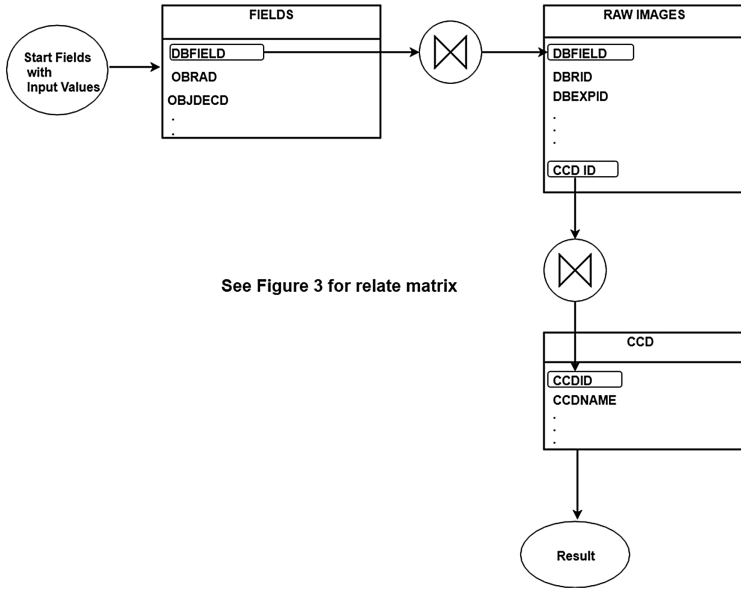 Start Fields
with
Input Values
FIELDS
DBFIELD
OBRAD
OBJDECD
.
.
RAW IMAGES
DBFIELD
DBRID
DBEXPID
.
.
.
CCD ID
See Figure 3 for relate matrix
CCD
CCDID
CCDNAME
.
.
.
Result